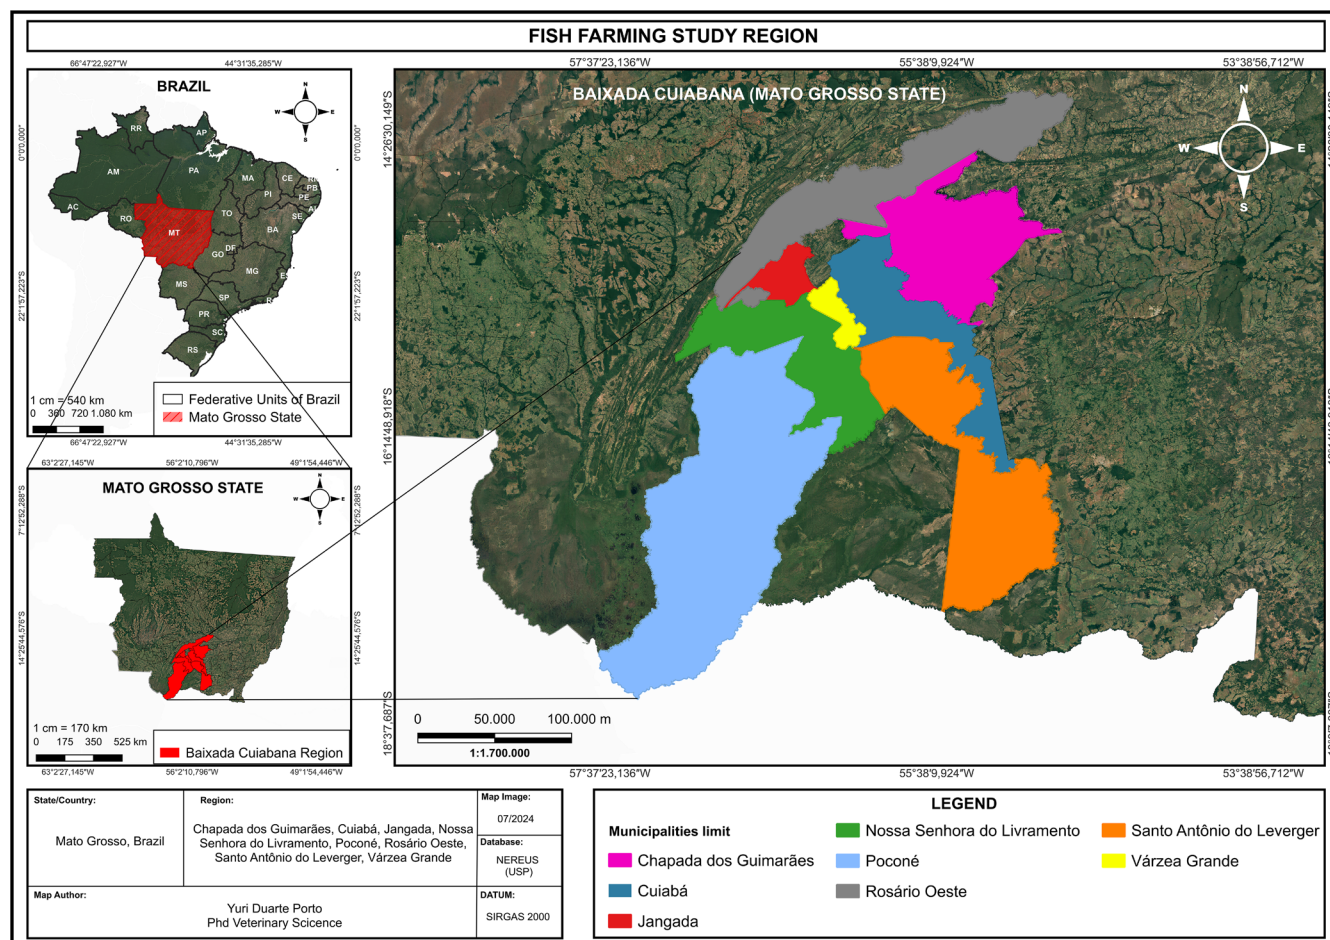 FISH FARMING STUDY REGION
66°47'22,927"W 44°31'35,285"W
BRAZIL
N
W E
S
0°0'0,000" 0°0'0,000"
22°1'57,223"S 22°1'57,223"S
RR AP
AM PA MA CE
PI PB
PE
AC RO TO SE
MT BA
DF
GO
MG
MS ES
SP
PR
SC
RS
Federative Units of Brazil
Mato Grosso State
1 cm = 540 km
0 360 720 1.080 km
66°47'22,927"W 44°31'35,285"W
63°2'27,145"W 56°2'10,796"W 49°1'54,446"W
MATO GROSSO STATE
N
W E
S
7°12'52,288"S 7°12'52,288"S
14°25'44,576"S 14°25'44,576"S
1 cm = 170 km
0 175 350 525 km
Baixada Cuiabana Region
63°2'27,145"W 56°2'10,796"W 49°1'54,446"W
57°37'23,136"W 55°38'9,924"W 53°38'56,712"W
BAIXADA CUIABANA (MATO GROSSO STATE)
N
W E
S
14°26'30,149"S
16°14'48,918"S
18°3'7,687"S
0 50.000 100.000 m
1:1.700.000
57°37'23,136"W 55°38'9,924"W 53°38'56,712"W
State/Country:
Mato Grosso, Brazil
Region:
Chapada dos Guimarães, Cuiabá, Jangada, Nossa
Senhora do Livramento, Poconé, Rosário Oeste,
Santo Antônio do Leverger, Várzea Grande
Map Image:
07/2024
Database:
NEREUS
(USP)
Map Author:
Yuri Duarte Porto
Phd Veterinary Scicence
DATUM:
SIRGAS 2000
LEGEND
Municipalities limit
Chapada dos Guimarães
Cuiabá
Jangada
Nossa Senhora do Livramento
Poconé
Rosário Oeste
Santo Antônio do Leverger
Várzea Grande